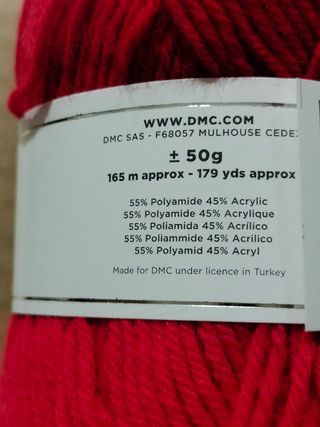 WWW.DMC.COM
DMC SAS - F68057 MULHOUSE CEDE
± 50g
165 m approx - 179 yds approx
55% Polyamide 45% Acrylic
55% Polyamide 45% Acrylique
55% Poliamida 45% Acrílico
55% Poliammide 45% Acrilico
55% Polyamid 45% Acryl
Made for DMC under licence in Turkey